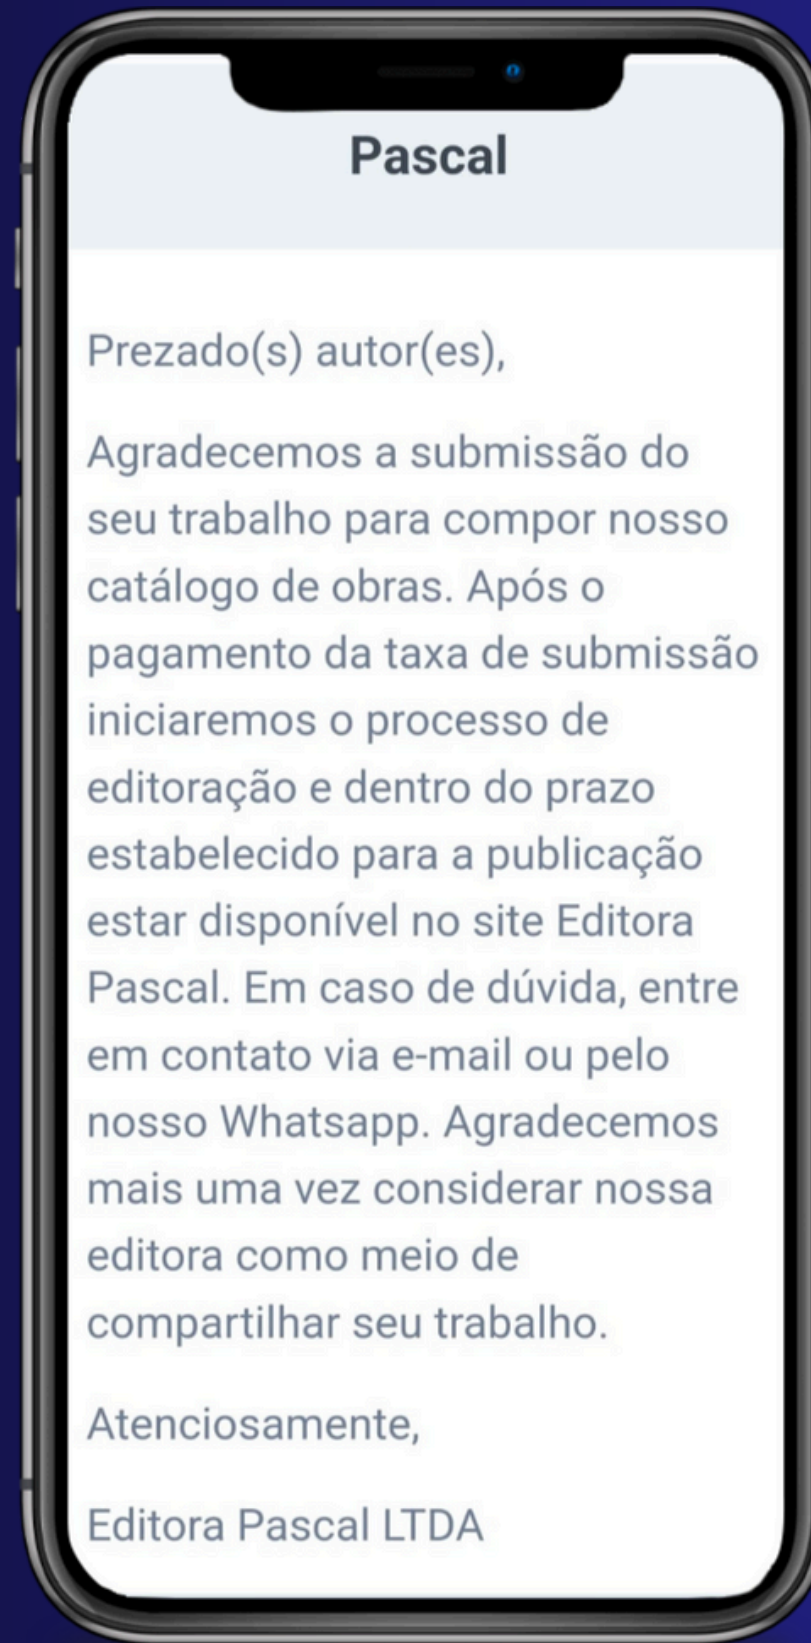 Pascal
Prezado(s) autor(es),
Agradecemos a submissão do
seu trabalho para compor nosso
catálogo de obras. Após o
pagamento da taxa de submissão
iniciaremos o processo de
editoração e dentro do prazo
estabelecido para a publicação
estar disponível no site Editora
Pascal. Em caso de dúvida, entre
em contato via e-mail ou pelo
nosso Whatsapp. Agradecemos
mais uma vez considerar nossa
editora como meio de
compartilhar seu trabalho.
Atenciosamente,
Editora Pascal LTDA